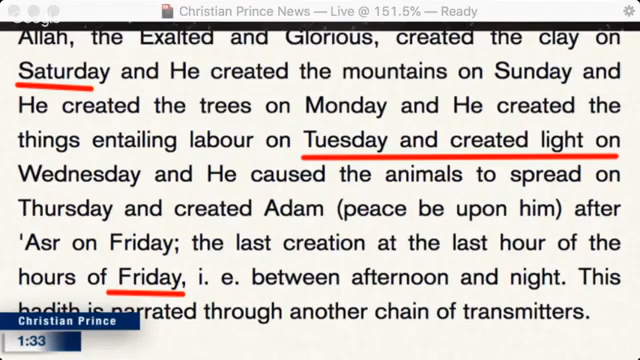 Christian Prince News — Live @ 151.5% — Ready
Allah, the Exalted and Glorious, created the clay on
Saturday and He created the mountains on Sunday and
He created the trees on Monday and He created the
things entailing labour on Tuesday and created light on
Wednesday and He caused the animals to spread on
Thursday and created Adam (peace be upon him) after
'Asr on Friday; the last creation at the last hour of the
hours of Friday, i. e. between afternoon and night. This
hadith is narrated through another chain of transmitters.
Christian Prince
1:33